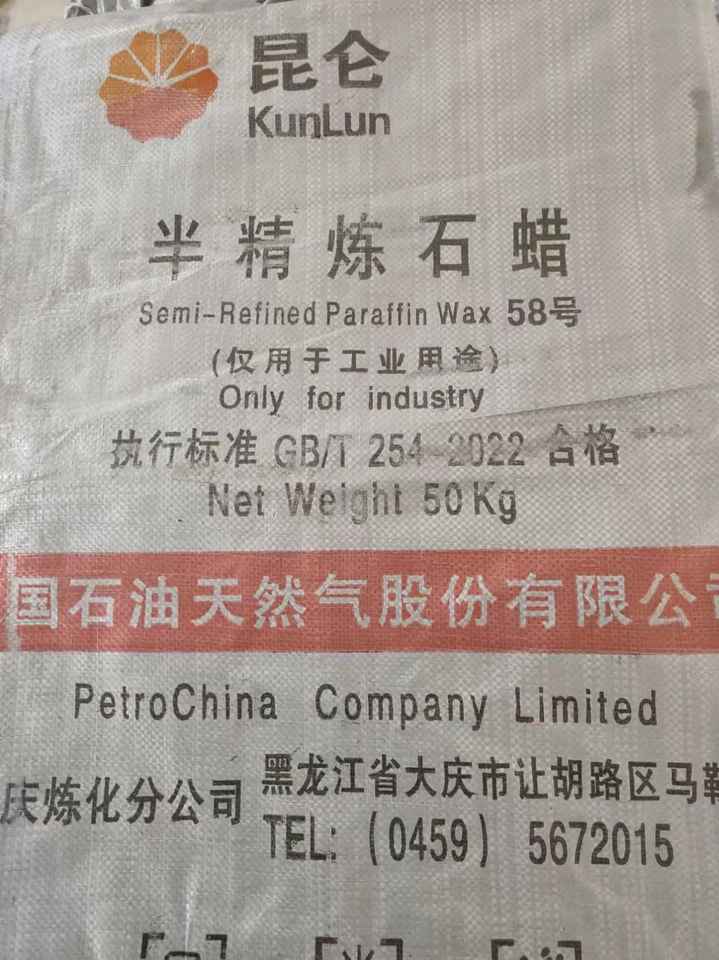 昆仑
KunLun
半精炼石蜡
Semi-Refined Paraffin Wax 58号
(仅用于工业用途)
Only for industry
执行标准 GB/T 254-2022 合格
Net Weight 50Kg
国石油天然气股份有限公司
PetroChina Company Limited
庆炼化分公司
黑龙江省大庆市让胡路区马鞍
TEL: (0459) 5672015